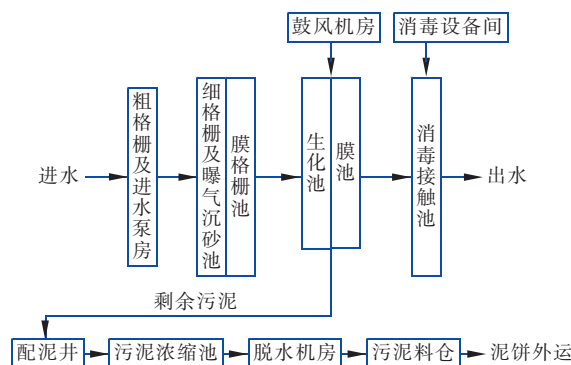 鼓风机房
消毒设备间
进水
粗格栅及进水泵房
细格栅及曝气沉砂池
膜格栅池
生化池
膜池
消毒接触池
出水
剩余污泥
配泥井
污泥浓缩池
脱水机房
污泥料仓
泥饼外运